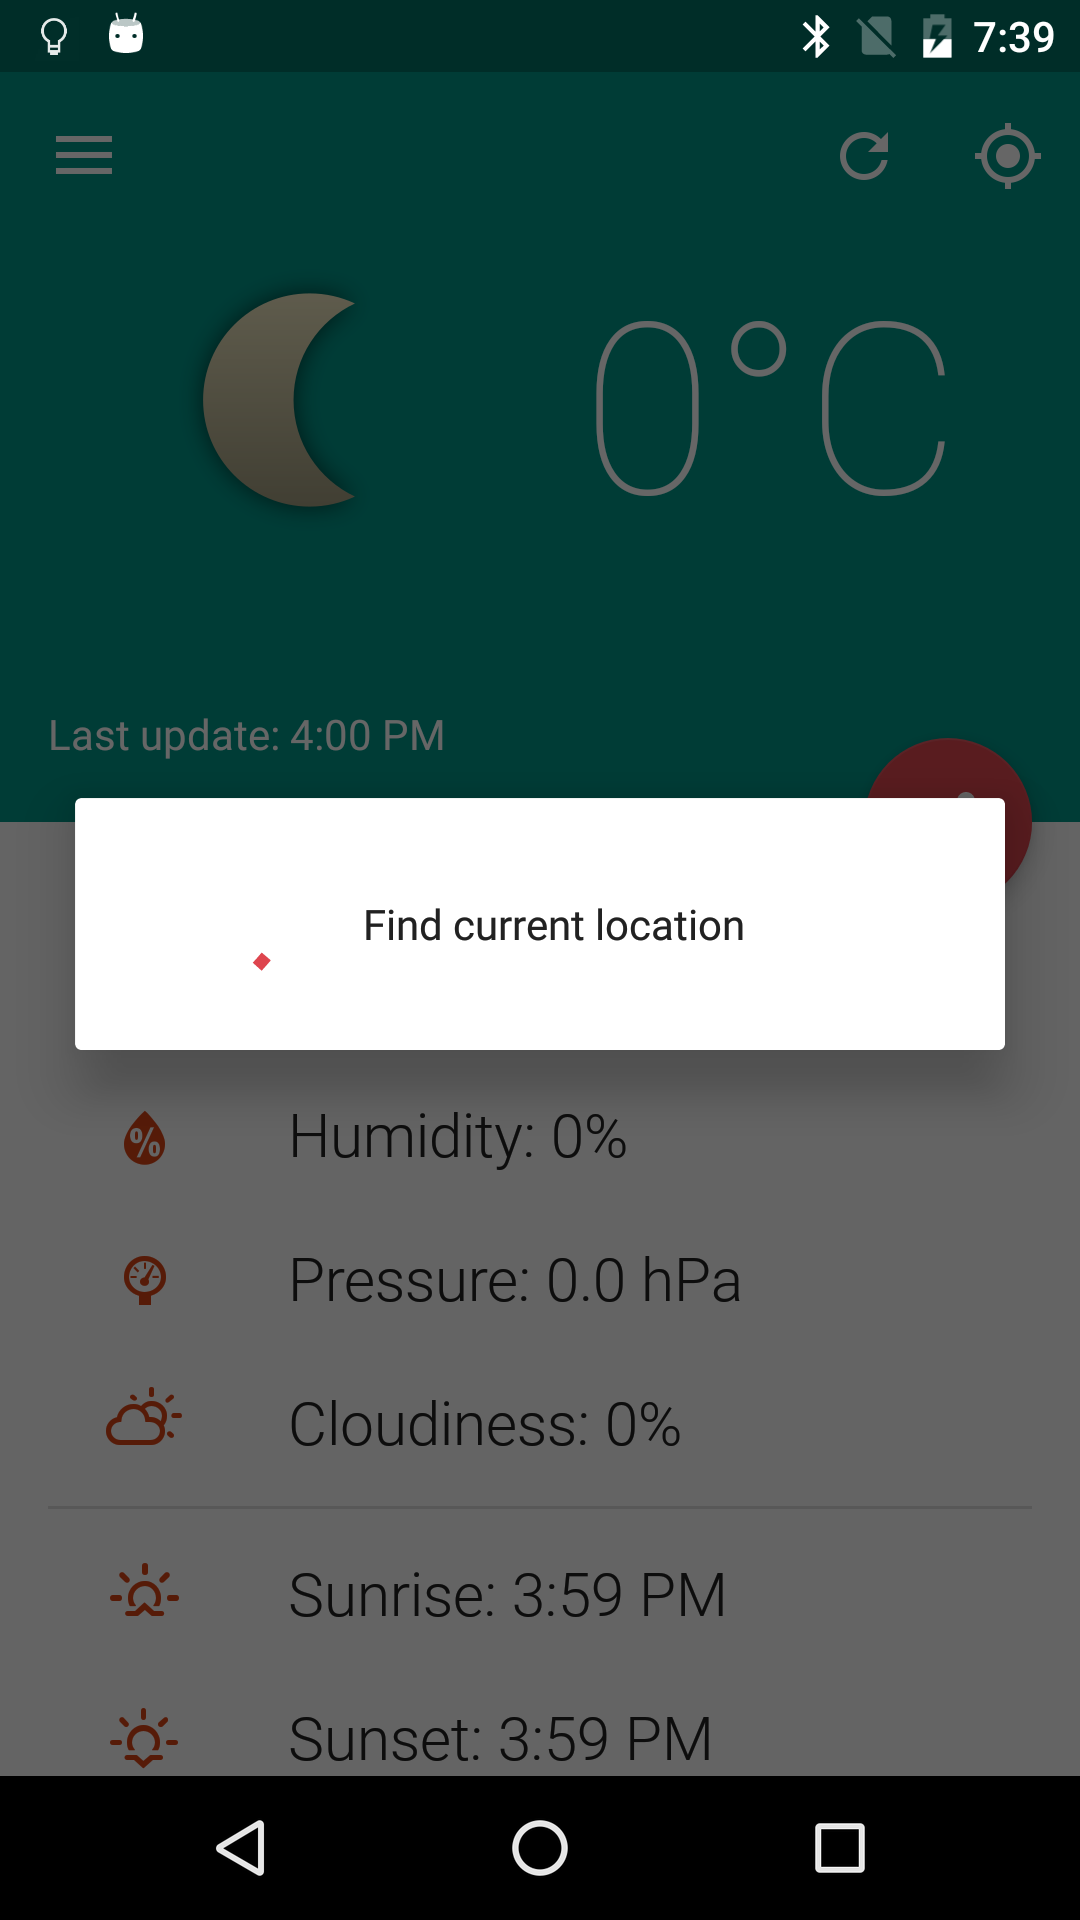 7:39
0°C
Last update: 4:00 PM
Find current location
Humidity: 0%
Pressure: 0.0 hPa
Cloudiness: 0%
Sunrise: 3:59 PM
Sunset: 3:59 PM